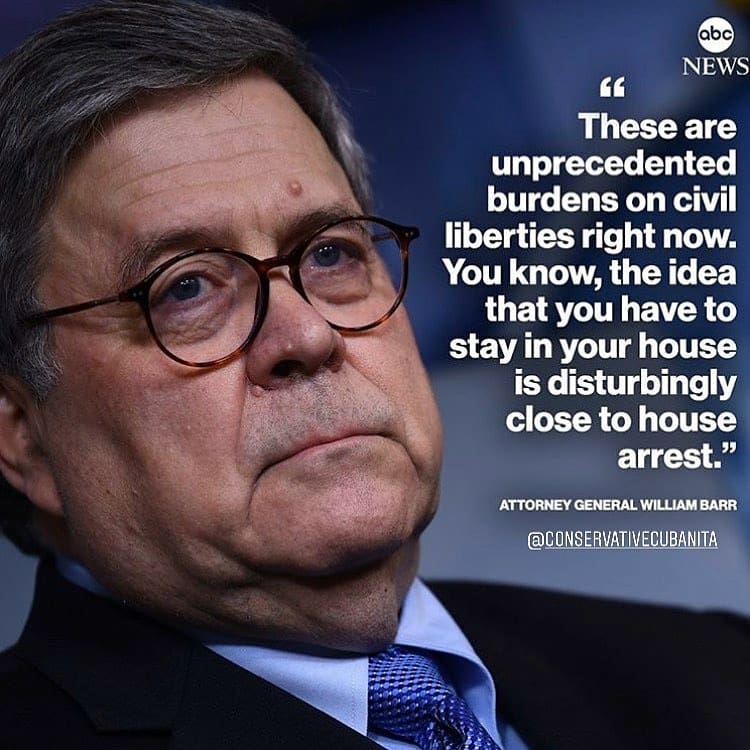 abc
NEWS
“
These are
unprecedented
burdens on civil
liberties right now.
You know, the idea
that you have to
stay in your house
is disturbingly
close to house
arrest.”
ATTORNEY GENERAL WILLIAM BARR
@CONSERVATIVECUBANITA